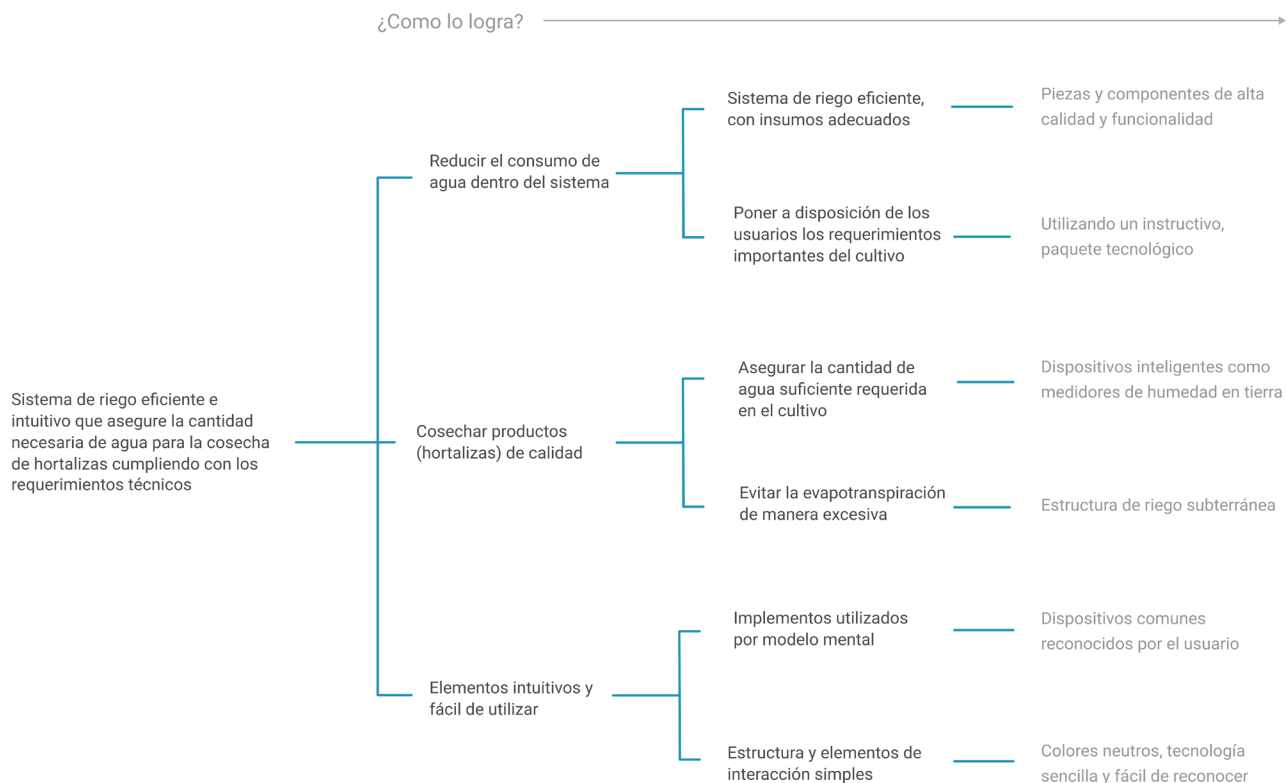 ¿Como lo logra?
Sistema de riego eficiente e
intuitivo que asegure la cantidad
necesaria de agua para la cosecha
de hortalizas cumpliendo con los
requerimientos técnicos
Reducir el consumo de
agua dentro del sistema
Sistema de riego eficiente,
con insumos adecuados
Piezas y componentes de alta
calidad y funcionalidad
Poner a disposición de los
usuarios los requerimientos
importantes del cultivo
Utilizando un instructivo,
paquete tecnológico
Cosechar productos
(hortalizas) de calidad
Asegurar la cantidad de
agua suficiente requerida
en el cultivo
Dispositivos inteligentes como
medidores de humedad en tierra
Evitar la evapotranspiración
de manera excesiva
Estructura de riego subterránea
Elementos intuitivos y
fácil de utilizar
Implementos utilizados
por modelo mental
Dispositivos comunes
reconocidos por el usuario
Estructura y elementos de
interacción simples
Colores neutros, tecnología
sencilla y fácil de reconocer